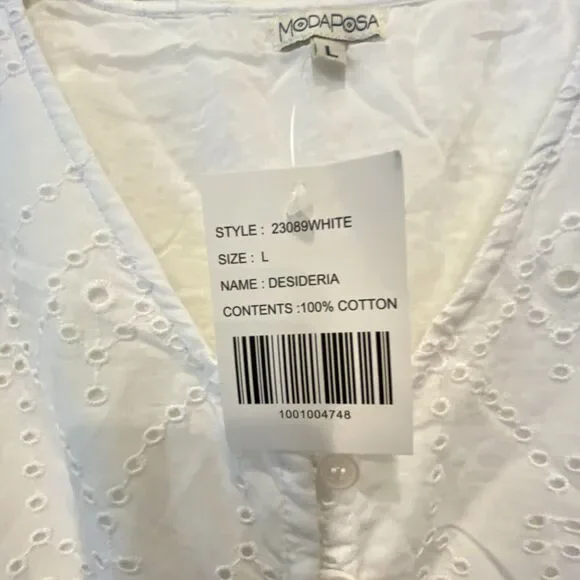 MODAPOSA
L
STYLE : 23089WHITE
SIZE : L
NAME : DESIDERIA
CONTENTS :100% COTTON
1001004748